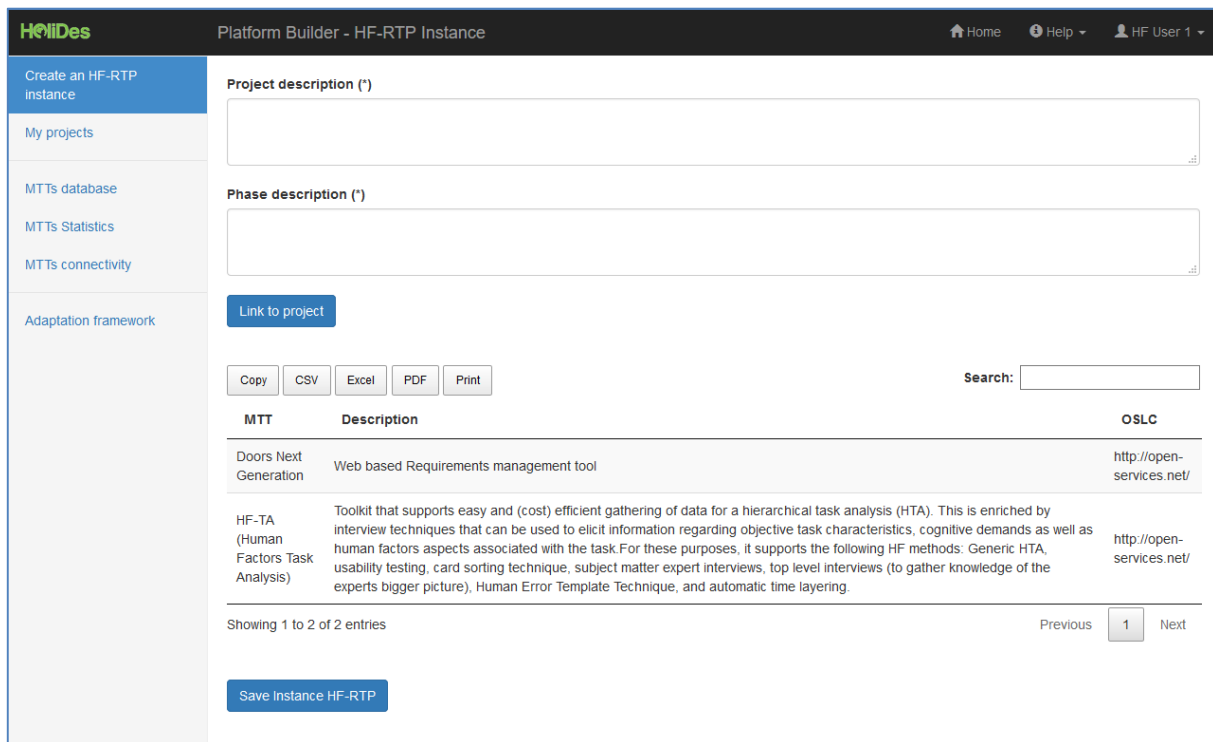 HoliDes
Platform Builder - HF-RTP Instance
Home
Help
HF User 1
Create an HF-RTP
instance
My projects
MTTs database
MTTs Statistics
MTTs connectivity
Adaptation framework
Project description (*)
Phase description (*)
Link to project
Copy
CSV
Excel
PDF
Print
Search:
MTT
Description
OSLC
Doors Next
Generation
Web based Requirements management tool
http://open-
services.net/
HF-TA
(Human
Factors Task
Analysis)
Toolkit that supports easy and (cost) efficient gathering of data for a hierarchical task analysis (HTA). This is enriched by
interview techniques that can be used to elicit information regarding objective task characteristics, cognitive demands as well as
human factors aspects associated with the task.For these purposes, it supports the following HF methods: Generic HTA,
usability testing, card sorting technique, subject matter expert interviews, top level interviews (to gather knowledge of the
experts bigger picture), Human Error Template Technique, and automatic time layering.
http://open-
services.net/
Showing 1 to 2 of 2 entries
Previous
1
Next
Save Instance HF-RTP